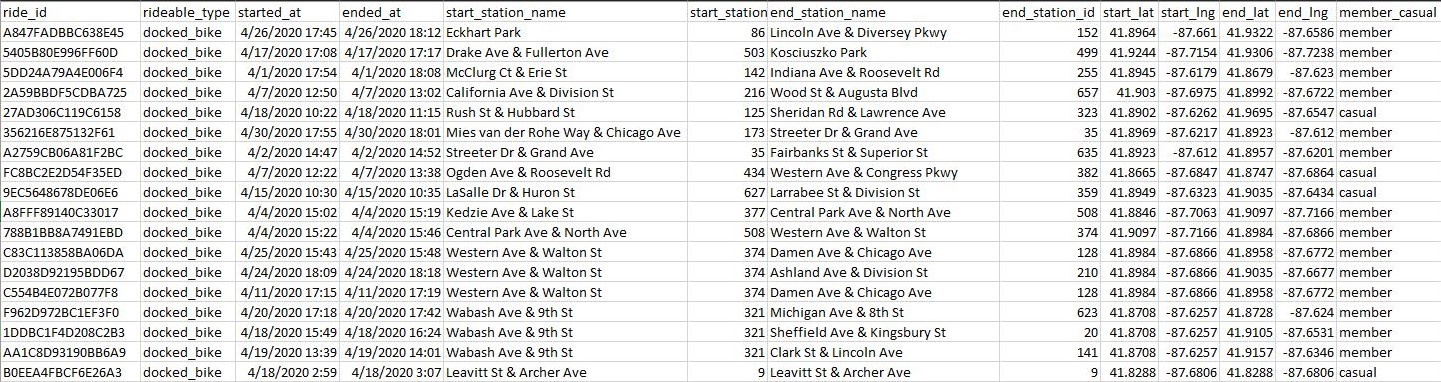 ride_id rideable_type started_at ended_at start_station_name start_station end_station_name end_station_id start_lat start_lng end_lat end_lng member_casual
A847FADBBC638E45 docked_bike 4/26/2020 17:45 4/26/2020 18:12 Eckhart Park 86 Lincoln Ave & Diversey Pkwy 152 41.8964 -87.661 41.9322 -87.6586 member
5405B80E996FF60D docked_bike 4/17/2020 17:08 4/17/2020 17:17 Drake Ave & Fullerton Ave 503 Kosciuszko Park 499 41.9244 -87.7154 41.9306 -87.7238 member
5DD24A79A4E006F4 docked_bike 4/1/2020 17:54 4/1/2020 18:08 McClurg Ct & Erie St 142 Indiana Ave & Roosevelt Rd 255 41.8945 -87.6179 41.8679 -87.623 member
2A59BBDF5CDBA725 docked_bike 4/7/2020 12:50 4/7/2020 13:02 California Ave & Division St 216 Wood St & Augusta Blvd 657 41.903 -87.6975 41.8992 -87.6722 member
27AD306C119C6158 docked_bike 4/18/2020 10:22 4/18/2020 11:15 Rush St & Hubbard St 125 Sheridan Rd & Lawrence Ave 323 41.8902 -87.6262 41.9695 -87.6547 casual
356216E875132F61 docked_bike 4/30/2020 17:55 4/30/2020 18:01 Mies van der Rohe Way & Chicago Ave 173 Streeter Dr & Grand Ave 35 41.8969 -87.6217 41.8923 -87.612 member
A2759CB06A81F2BC docked_bike 4/2/2020 14:47 4/2/2020 14:52 Streeter Dr & Grand Ave 35 Fairbanks St & Superior St 635 41.8923 -87.612 41.8957 -87.6201 member
FC8BC2E2D54F35ED docked_bike 4/7/2020 12:22 4/7/2020 13:38 Ogden Ave & Roosevelt Rd 434 Western Ave & Congress Pkwy 382 41.8665 -87.6847 41.8747 -87.6864 casual
9EC5648678DE06E6 docked_bike 4/15/2020 10:30 4/15/2020 10:35 LaSalle Dr & Huron St 627 Larrabee St & Division St 359 41.8949 -87.6323 41.9035 -87.6434 casual
A8FFF89140C33017 docked_bike 4/4/2020 15:02 4/4/2020 15:19 Kedzie Ave & Lake St 377 Central Park Ave & North Ave 508 41.8846 -87.7063 41.9097 -87.7166 member
788B1BB8A7491EBD docked_bike 4/4/2020 15:22 4/4/2020 15:46 Central Park Ave & North Ave 508 Western Ave & Walton St 374 41.9097 -87.7166 41.8984 -87.6866 member
C83C113858BA06DA docked_bike 4/25/2020 15:43 4/25/2020 15:48 Western Ave & Walton St 374 Damen Ave & Chicago Ave 128 41.8984 -87.6866 41.8958 -87.6772 member
D2038D92195BDD67 docked_bike 4/24/2020 18:09 4/24/2020 18:18 Western Ave & Walton St 374 Ashland Ave & Division St 210 41.8984 -87.6866 41.9035 -87.6677 member
C554B4E072B077F8 docked_bike 4/11/2020 17:15 4/11/2020 17:19 Western Ave & Walton St 374 Damen Ave & Chicago Ave 128 41.8984 -87.6866 41.8958 -87.6772 member
F962D972BC1EF3F0 docked_bike 4/20/2020 17:18 4/20/2020 17:42 Wabash Ave & 9th St 321 Michigan Ave & 8th St 623 41.8708 -87.6257 41.8728 -87.624 member
1DDBC1F4D208C2B3 docked_bike 4/18/2020 15:49 4/18/2020 16:24 Wabash Ave & 9th St 321 Sheffield Ave & Kingsbury St 20 41.8708 -87.6257 41.9105 -87.6531 member
AA1C8D93190BB6A9 docked_bike 4/19/2020 13:39 4/19/2020 14:01 Wabash Ave & 9th St 321 Clark St & Lincoln Ave 141 41.8708 -87.6257 41.9157 -87.6346 member
B0EEA4FBCF6E26A3 docked_bike 4/18/2020 2:59 4/18/2020 3:07 Leavitt St & Archer Ave 9 Leavitt St & Archer Ave 9 41.8288 -87.6806 41.8288 -87.6806 casual